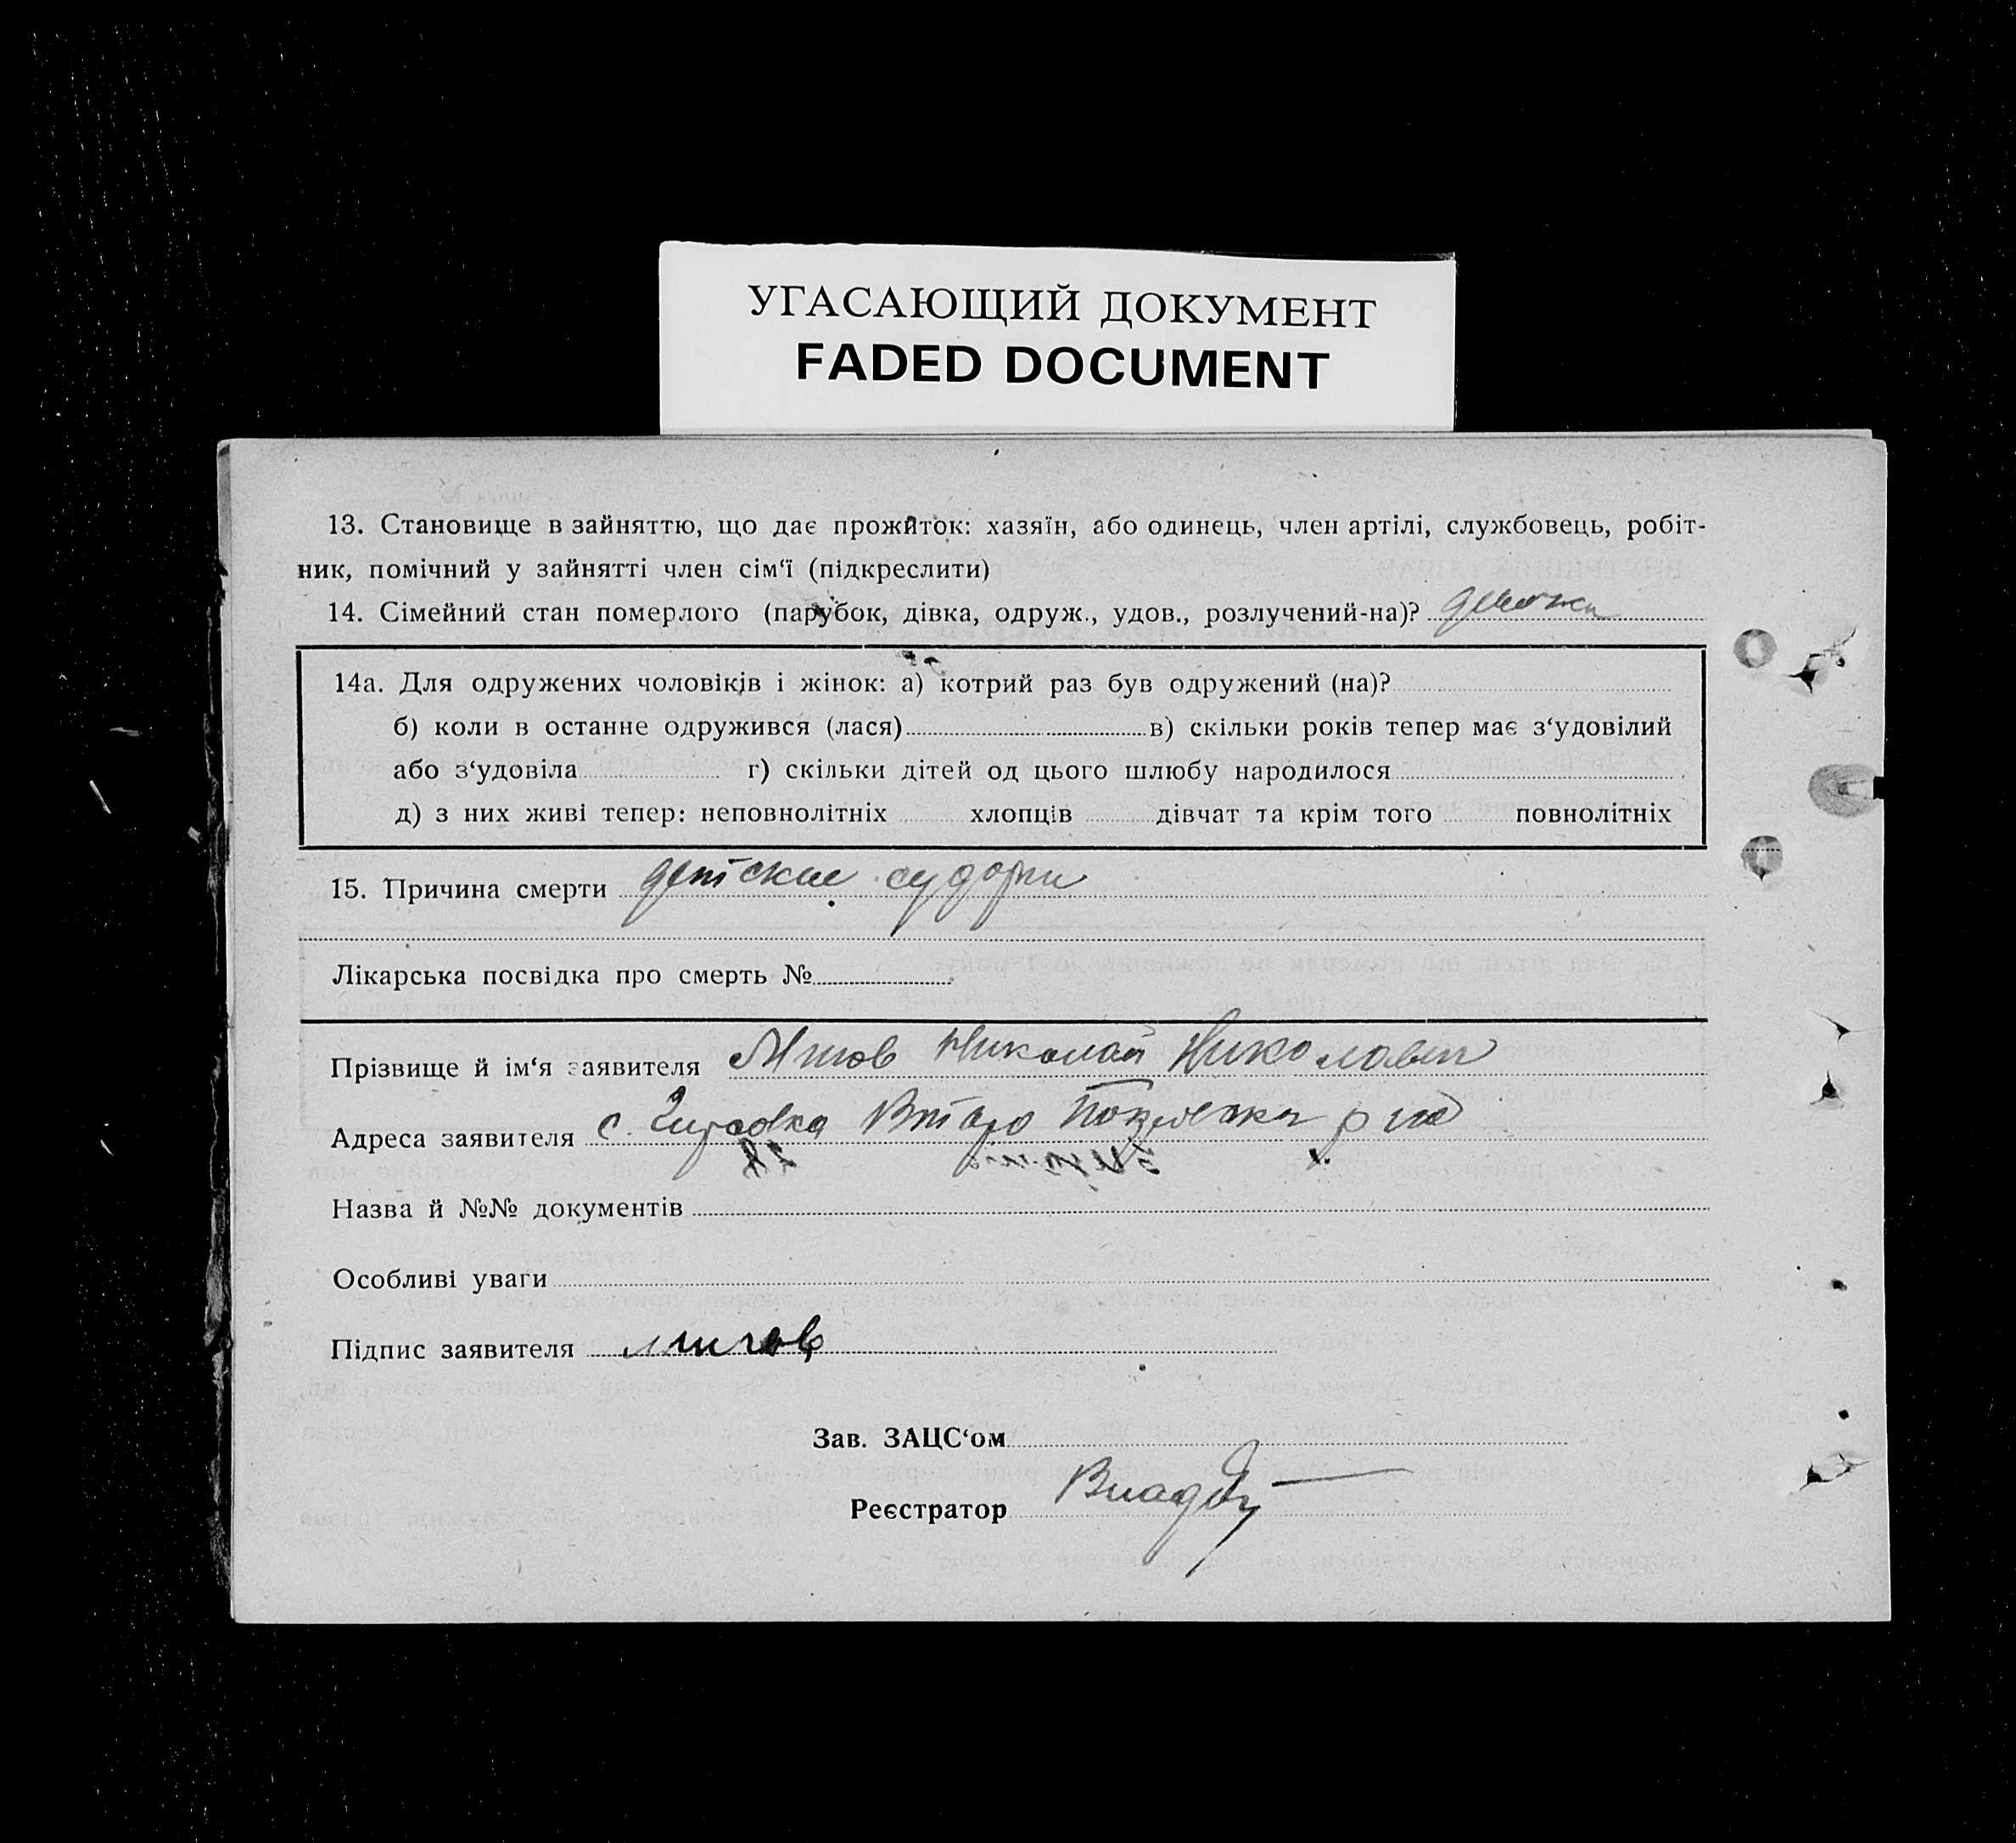 УГАСАЮЩИЙ ДОКУМЕНТ
FADED DOCUMENT
13. Становище в зайняттю, що дає прожиток: хазяїн, або одинець, член артілі, службовець, робіт-
ник, помічний у зайнятті член сім‘ї (підкреслити)
14. Сімейний стан померлого (парубок, дівка, одруж., удов., розлучений-на)?
14а. Для одружених чоловіків і жінок: а) котрий раз був одружений (на)?
б) коли в останнє одружився (лася) в) скільки років тепер має з‘удовілий
або з‘удовіла г) скільки дітей од цього шлюбу народилося
д) з них живі тепер: неповнолітніх хлопців дівчат та крім того повнолітніх
15. Причина смерти детские судорги
Лікарська посвідка про смерть №
Прізвище й ім‘я заявителя Николай Николаевич
Адреса заявителя с.
Назва й №№ документів
Особливі уваги
Підпис заявителя
Зав. ЗАЦС‘ом
Реєстратор